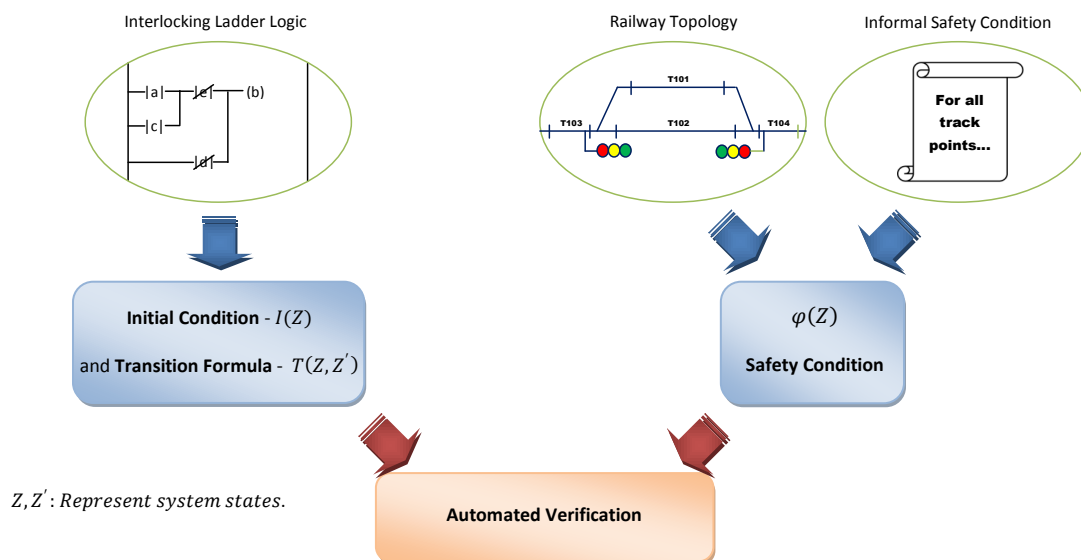 Interlocking Ladder Logic
Railway Topology
Informal Safety Condition
|a| |e| (b)
|c|
|d|
T101
T103 T102 T104
For all
track
points...
Initial Condition - I(Z)
and Transition Formula - T(Z, Z′)
φ(Z)
Safety Condition
Z, Z′: Represent system states.
Automated Verification